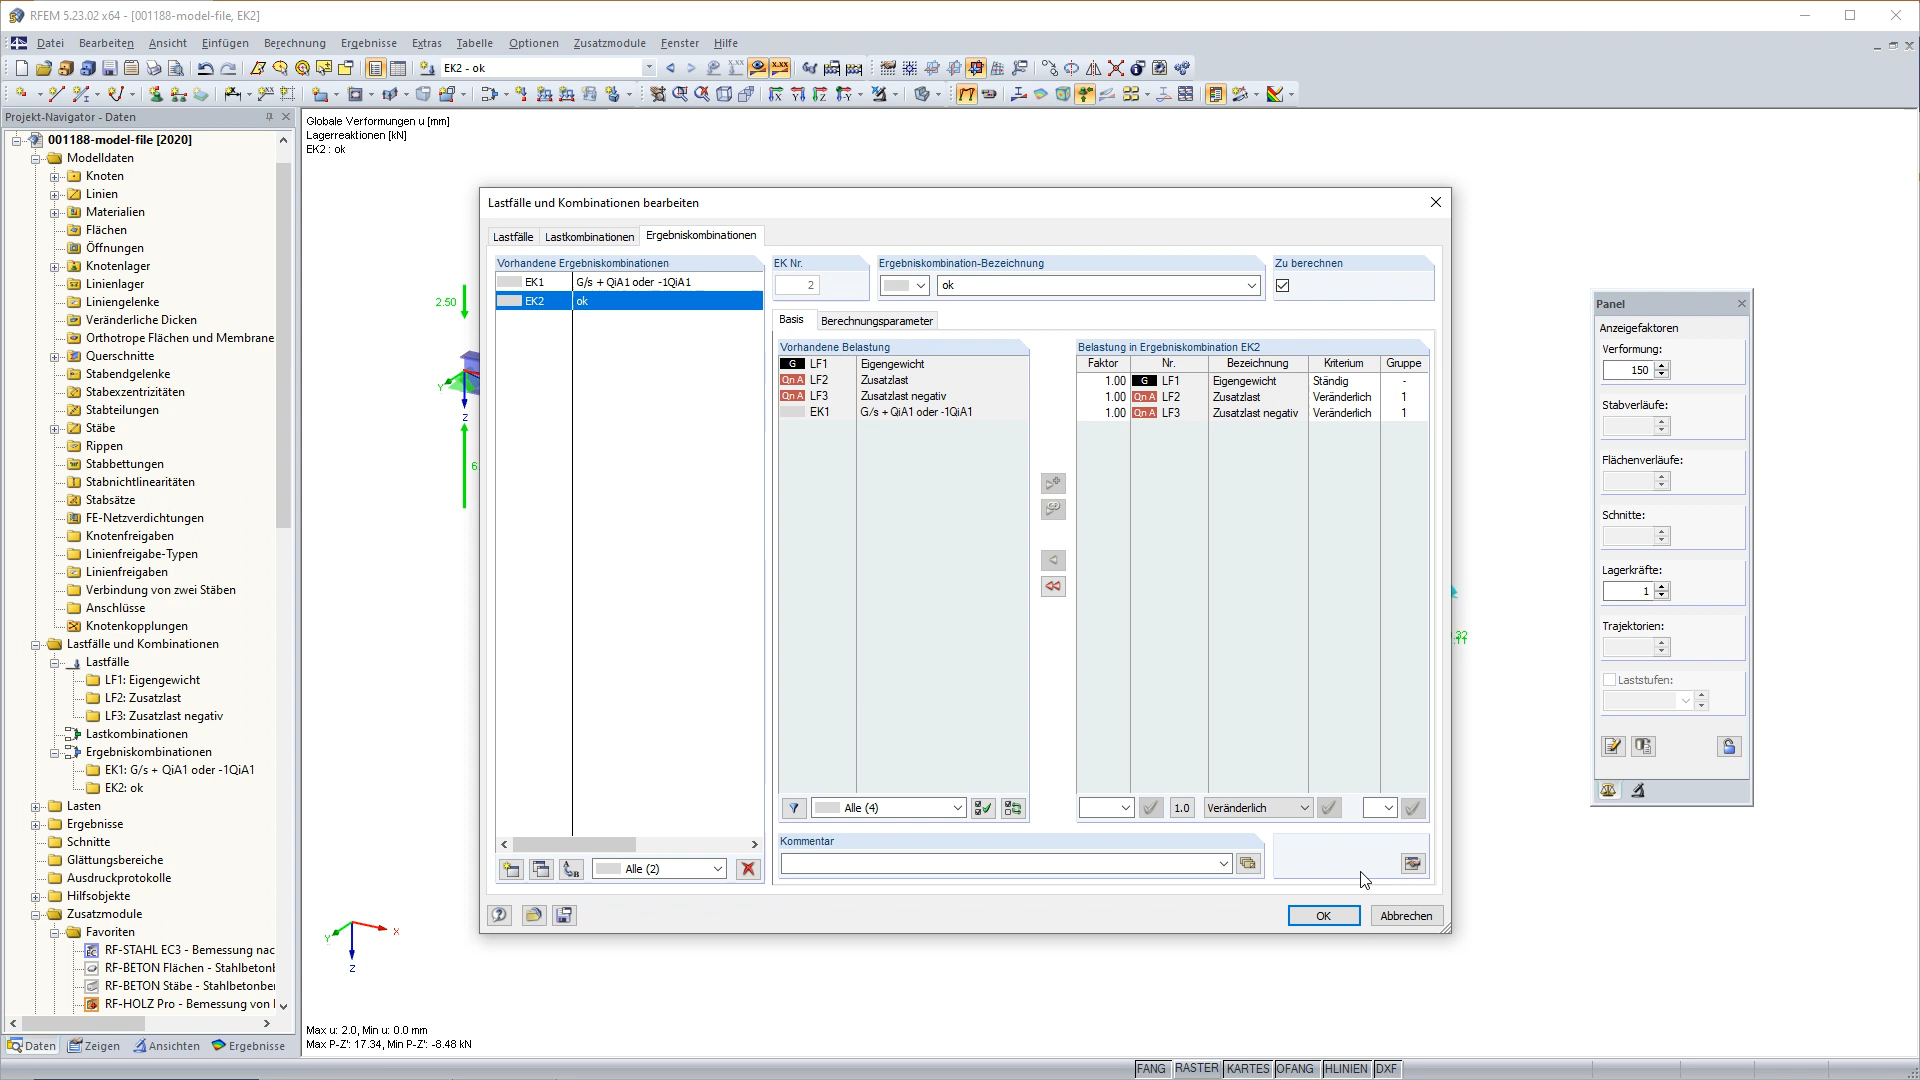 RFEM 5.23.02 x64 - [001188-model-file, EK2]
Datei Bearbeiten Ansicht Einfügen Berechnung Ergebnisse Extras Tabelle Optionen Zusatzmodule Fenster Hilfe
EK2 - ok
Projekt-Navigator - Daten
001188-model-file [2020]
Modelldaten
Knoten
Linien
Materialien
Flächen
Öffnungen
Knotenlager
Linienlager
Liniengelenke
Veränderliche Dicken
Orthotrope Flächen und Membrane
Querschnitte
Stabendgelenke
Stabexzentrizitäten
Stabteilungen
Stäbe
Rippen
Stabbettungen
Stabnichtlinearitäten
Stabsätze
FE-Netzverdichtungen
Knotenfreigaben
Linienfreigabe-Typen
Linienfreigaben
Verbindung von zwei Stäben
Anschlüsse
Knotenkopplungen
Lastfälle und Kombinationen
Lastfälle
LF1: Eigengewicht
LF2: Zusatzlast
LF3: Zusatzlast negativ
Lastkombinationen
Ergebniskombinationen
EK1: G/s + QiA1 oder -1QiA1
EK2: ok
Lasten
Ergebnisse
Schnitte
Glättungsbereiche
Ausdruckprotokolle
Hilfsobjekte
Zusatzmodule
Favoriten
RF-STAHL EC3 - Bemessung nac
RF-BETON Flächen - Stahlbetonb
RF-BETON Stäbe - Stahlbetonbe
RF-HOLZ Pro - Bemessung von
Daten Zeigen Ansichten Ergebnisse
Globale Verformungen u [mm]
Lagerreaktionen [kN]
EK2 : ok
2.50
Y
Z
6
Y X
Z
Max u: 2.0, Min u: 0.0 mm
Max P-Z': 17.34, Min P-Z': -8.48 kN
Lastfälle und Kombinationen bearbeiten
Lastfälle Lastkombinationen Ergebniskombinationen
Vorhandene Ergebniskombinationen
EK1 G/s + QiA1 oder -1QiA1
EK2 ok
Alle (2)
EK Nr.
2
Ergebniskombination-Bezeichnung
ok
Zu berechnen
Basis Berechnungsparameter
Vorhandene Belastung
G LF1 Eigengewicht
Qn A LF2 Zusatzlast
Qn A LF3 Zusatzlast negativ
EK1 G/s + QiA1 oder -1QiA1
Alle (4)
Belastung in Ergebniskombination EK2
Faktor Nr. Bezeichnung Kriterium Gruppe
1.00 G LF1 Eigengewicht Ständig -
1.00 Qn A LF2 Zusatzlast Veränderlich 1
1.00 Qn A LF3 Zusatzlast negativ Veränderlich 1
1.0 Veränderlich
Kommentar
OK Abbrechen
Panel
Anzeigefaktoren
Verformung:
150
Stabverläufe:
Flächenverläufe:
Schnitte:
Lagerkräfte:
1
Trajektorien:
Laststufen:
FANG RASTER KARTES OFANG HLINIEN DXF